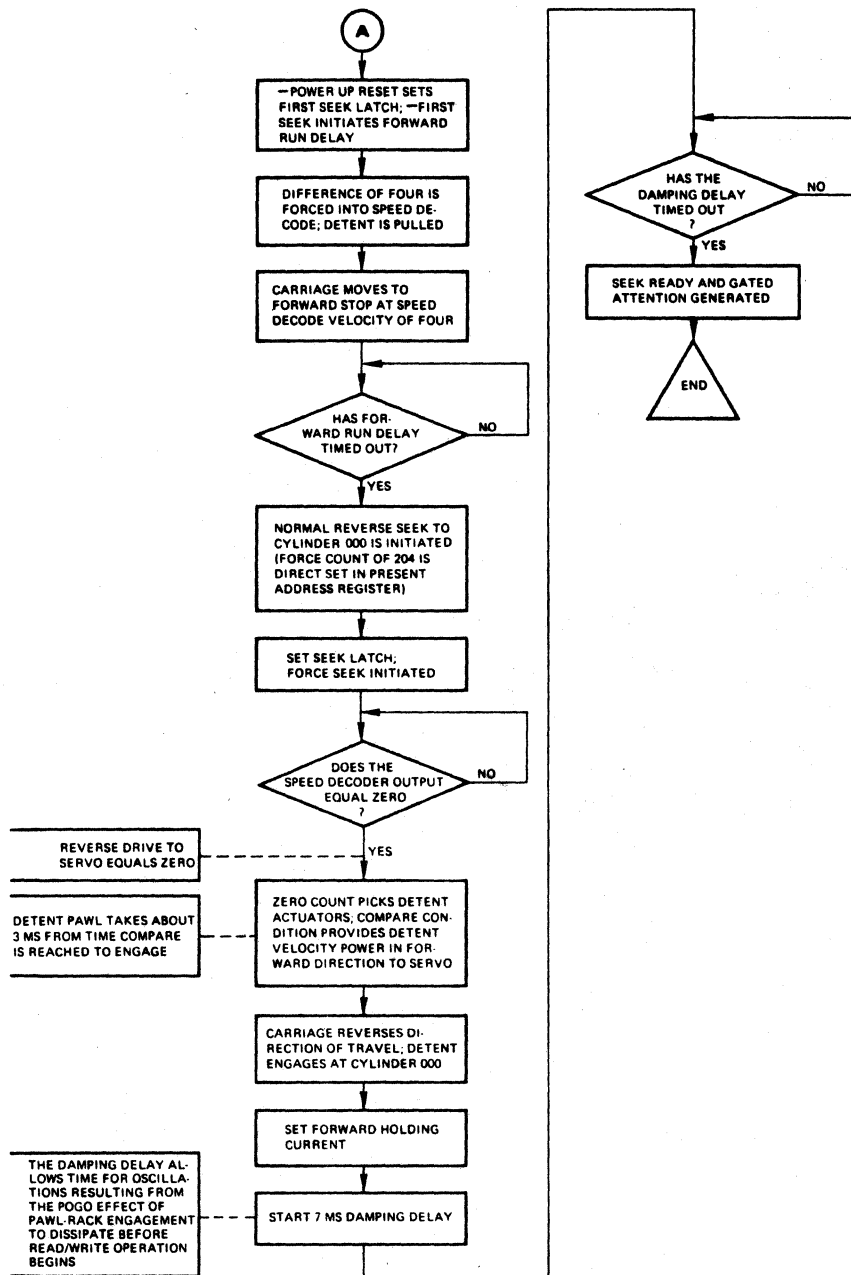 A
—POWER UP RESET SETS
FIRST SEEK LATCH; —FIRST
SEEK INITIATES FORWARD
RUN DELAY
DIFFERENCE OF FOUR IS
FORCED INTO SPEED DE-
CODE; DETENT IS PULLED
CARRIAGE MOVES TO
FORWARD STOP AT SPEED
DECODE VELOCITY OF FOUR
HAS FOR-
WARD RUN DELAY
TIMED OUT?
NO
YES
NORMAL REVERSE SEEK TO
CYLINDER 000 IS INITIATED
(FORCE COUNT OF 204 IS
DIRECT SET IN PRESENT
ADDRESS REGISTER)
SET SEEK LATCH;
FORCE SEEK INITIATED
DOES THE
SPEED DECODER OUTPUT
EQUAL ZERO
?
NO
YES
REVERSE DRIVE TO
SERVO EQUALS ZERO
ZERO COUNT PICKS DETENT
ACTUATORS; COMPARE CON-
DITION PROVIDES DETENT
VELOCITY POWER IN FOR-
WARD DIRECTION TO SERVO
DETENT PAWL TAKES ABOUT
3 MS FROM TIME COMPARE
IS REACHED TO ENGAGE
CARRIAGE REVERSES DI-
RECTION OF TRAVEL; DETENT
ENGAGES AT CYLINDER 000
SET FORWARD HOLDING
CURRENT
START 7 MS DAMPING DELAY
THE DAMPING DELAY AL-
LOWS TIME FOR OSCILLA-
TIONS RESULTING FROM
THE POGO EFFECT OF
PAWL-RACK ENGAGEMENT
TO DISSIPATE BEFORE
READ/WRITE OPERATION
BEGINS
HAS THE
DAMPING DELAY
TIMED OUT
?
NO
YES
SEEK READY AND GATED
ATTENTION GENERATED
END